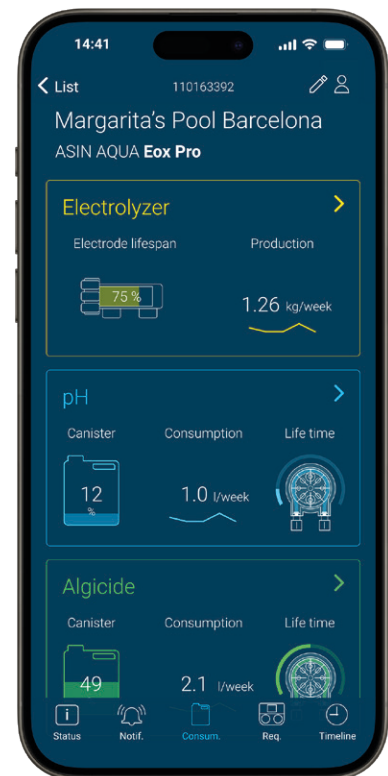 14:41
List
110163392
Margarita's Pool Barcelona
ASIN AQUA Eox Pro
Electrolyzer
Electrode lifespan Production
75 %
1.26 kg/week
pH
Canister Consumption Life time
12
%
1.0 l/week
Algicide
Canister Consumption Life time
49
2.1 l/week
Status Notif. Consum. Req. Timeline